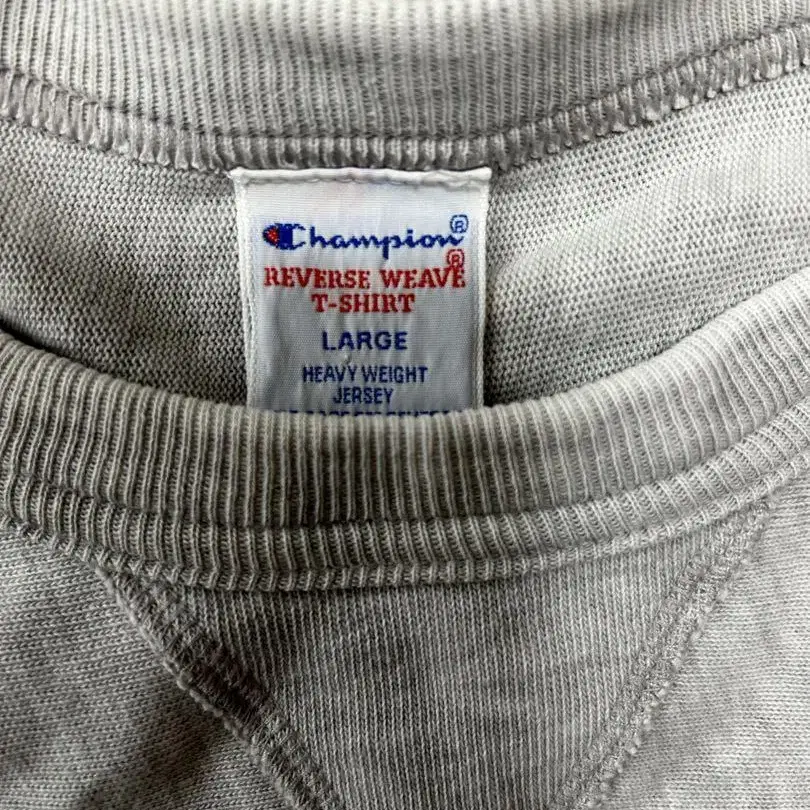 Champion®
REVERSE WEAVE®
T-SHIRT
LARGE
HEAVY WEIGHT
JERSEY